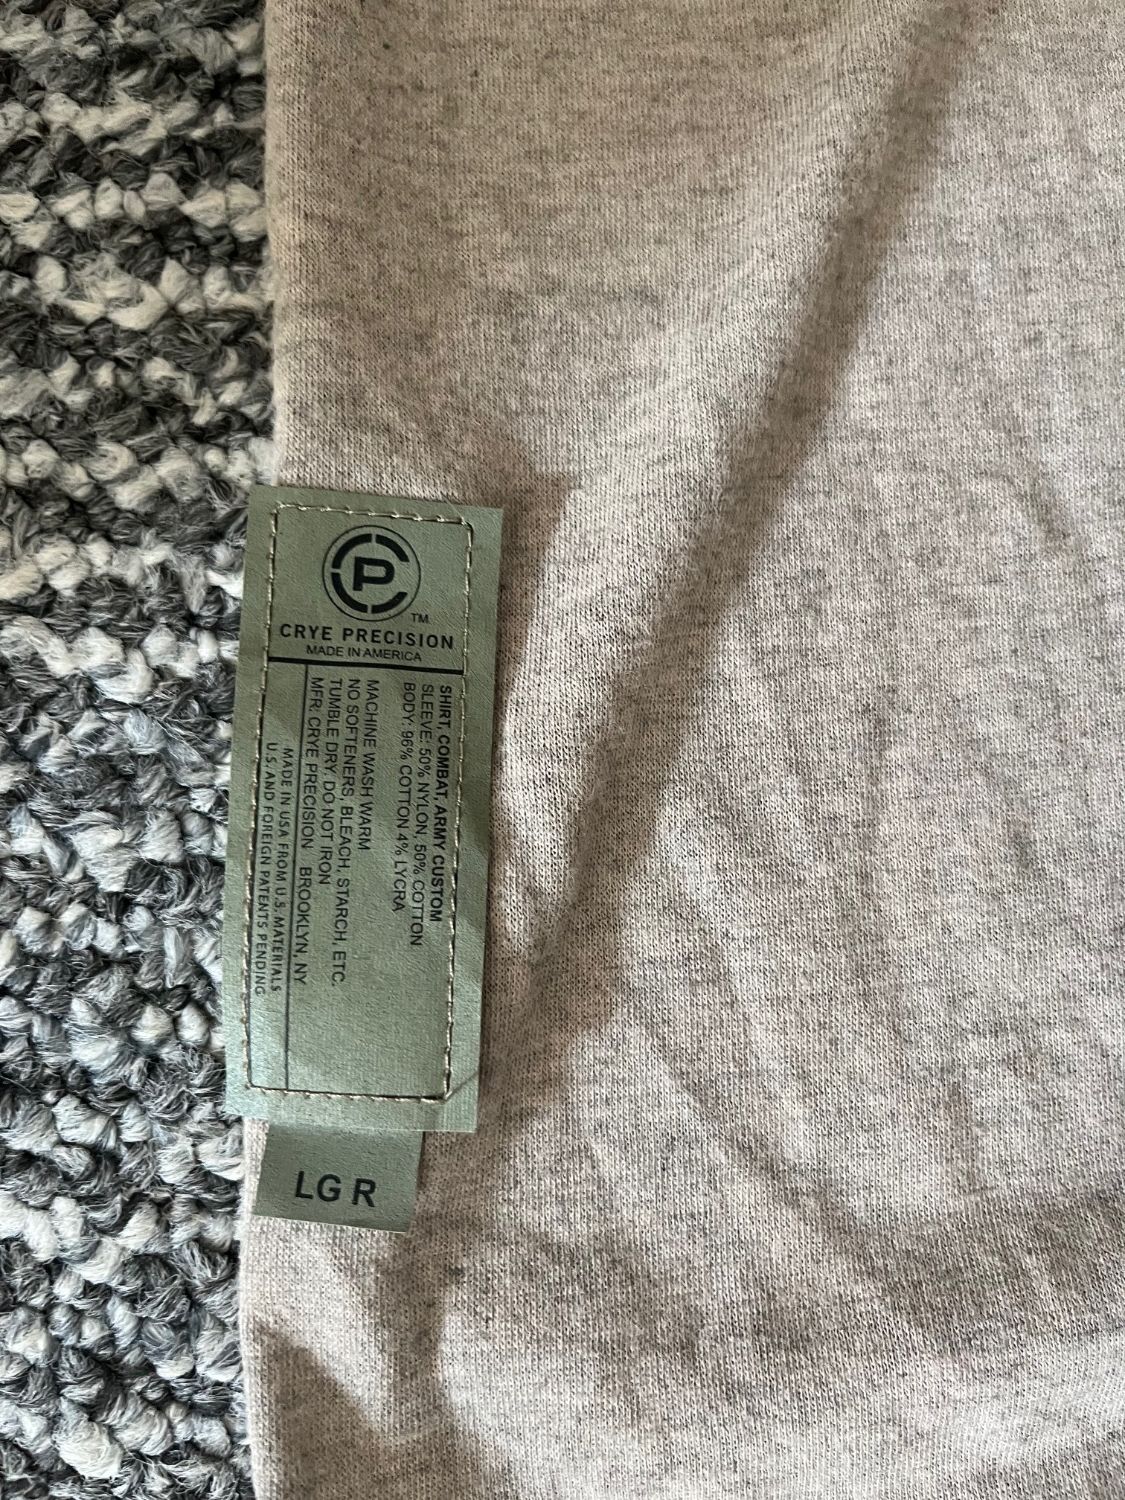 CP
TM
CRYE PRECISION
MADE IN AMERICA
SHIRT, COMBAT, ARMY CUSTOM
SLEEVE: 50% NYLON, 50% COTTON
BODY: 96% COTTON 4% LYCRA
MACHINE WASH WARM
NO SOFTENERS, BLEACH, STARCH, ETC.
TUMBLE DRY, DO NOT IRON
MFR: CRYE PRECISION BROOKLYN, NY
MADE IN USA FROM U.S. MATERIALS
U.S. AND FOREIGN PATENTS PENDING
LG R